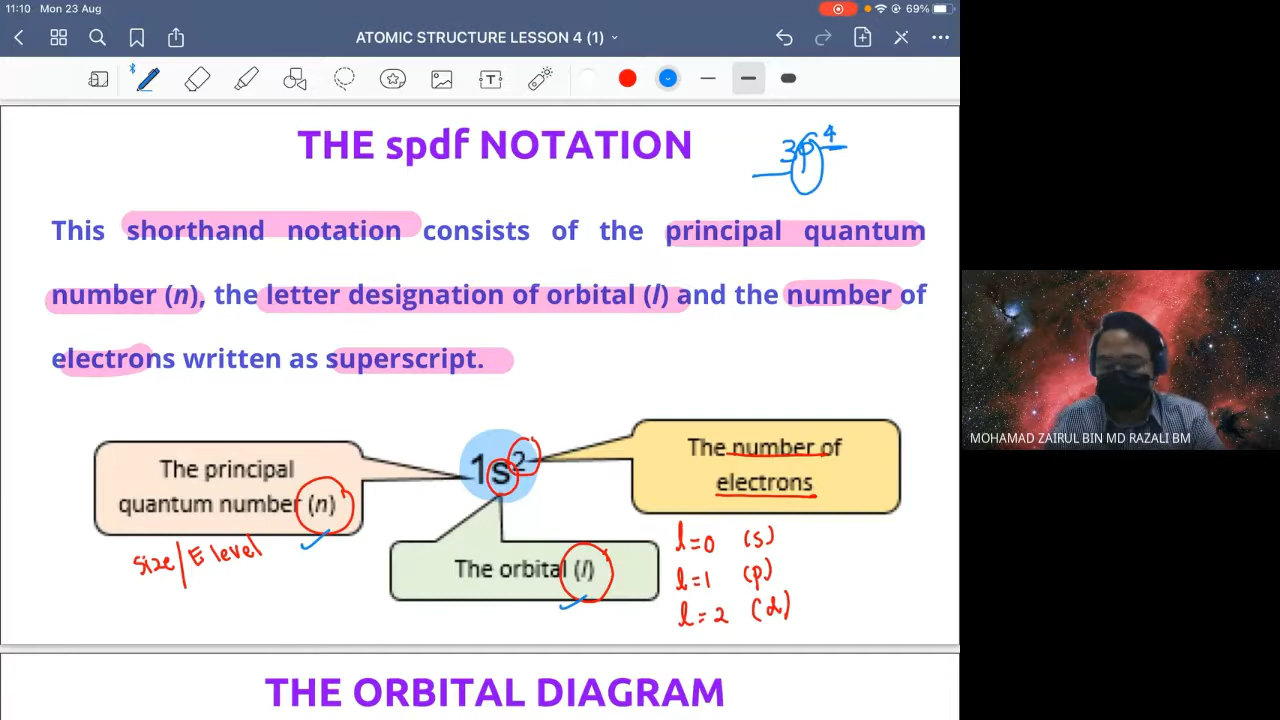 11:10 Mon 23 Aug
69%
ATOMIC STRUCTURE LESSON 4 (1)
THE spdf NOTATION
3p4
This shorthand notation consists of the principal quantum
number (n), the letter designation of orbital (l) and the number of
electrons written as superscript.
The principal
quantum number (n)
1s2
The number of
electrons
The orbital (l)
size/E level
l=0 (s)
l=1 (p)
l=2 (d)
THE ORBITAL DIAGRAM
MOHAMAD ZAIRUL BIN MD RAZALI BM